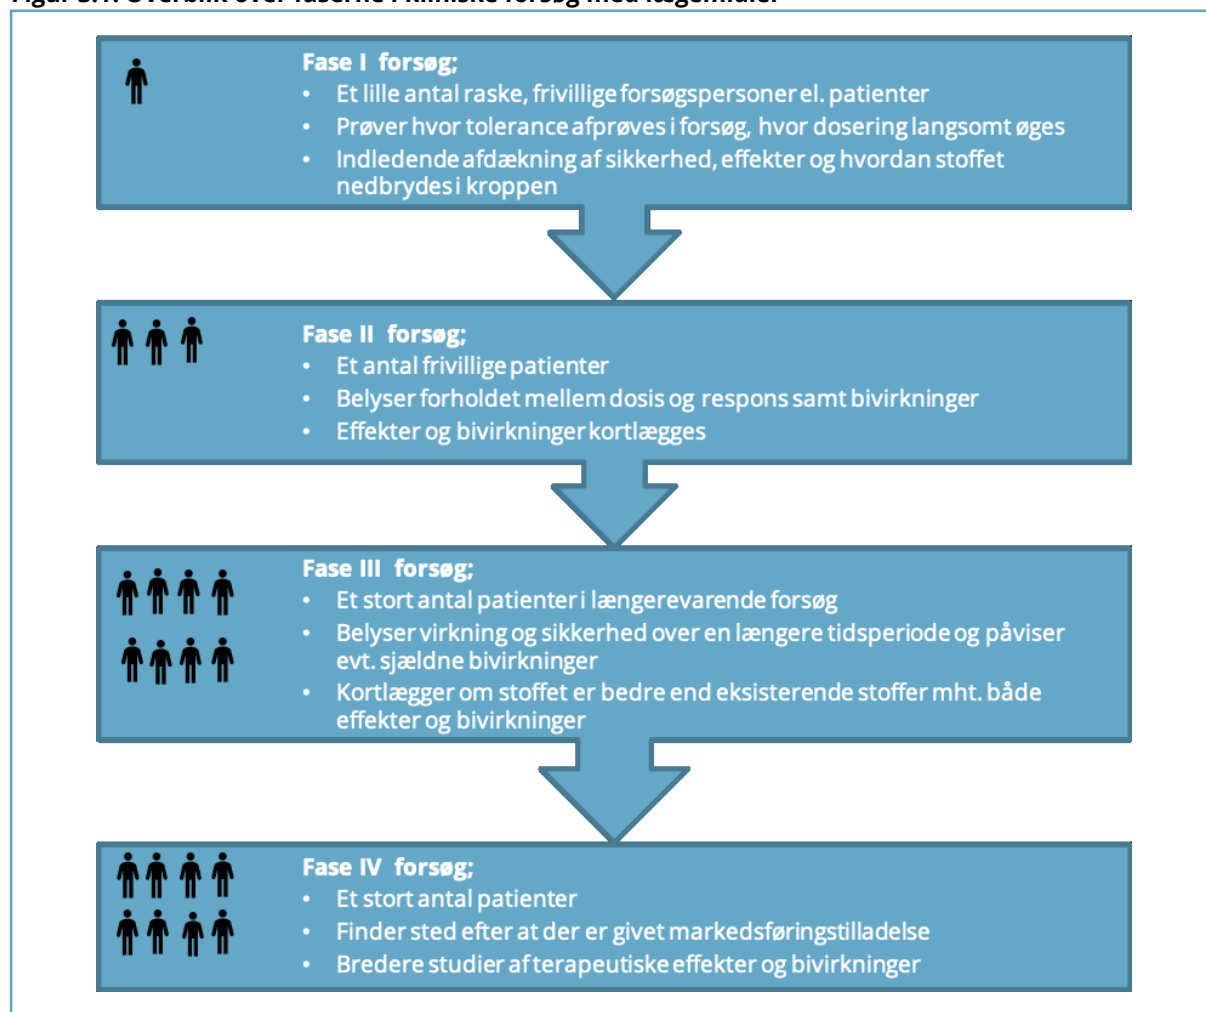 Fase I forsøg;
• Et lille antal raske, frivillige forsøgspersoner el. patienter
• Prøver hvor tolerance afprøves i forsøg, hvor dosering langsomt øges
• Indledende afdækning af sikkerhed, effekter og hvordan stoffet
nedbrydes i kroppen
Fase II forsøg;
• Et antal frivillige patienter
• Belyser forholdet mellem dosis og respons samt bivirkninger
• Effekter og bivirkninger kortlægges
Fase III forsøg;
• Et stort antal patienter i længerevarende forsøg
• Belyser virkning og sikkerhed over en længere tidsperiode og påviser
evt. sjældne bivirkninger
• Kortlægger om stoffet er bedre end eksisterende stoffer mht. både
effekter og bivirkninger
Fase IV forsøg;
• Et stort antal patienter
• Finder sted efter at der er givet markedsføringstilladelse
• Bredere studier af terapeutiske effekter og bivirkninger